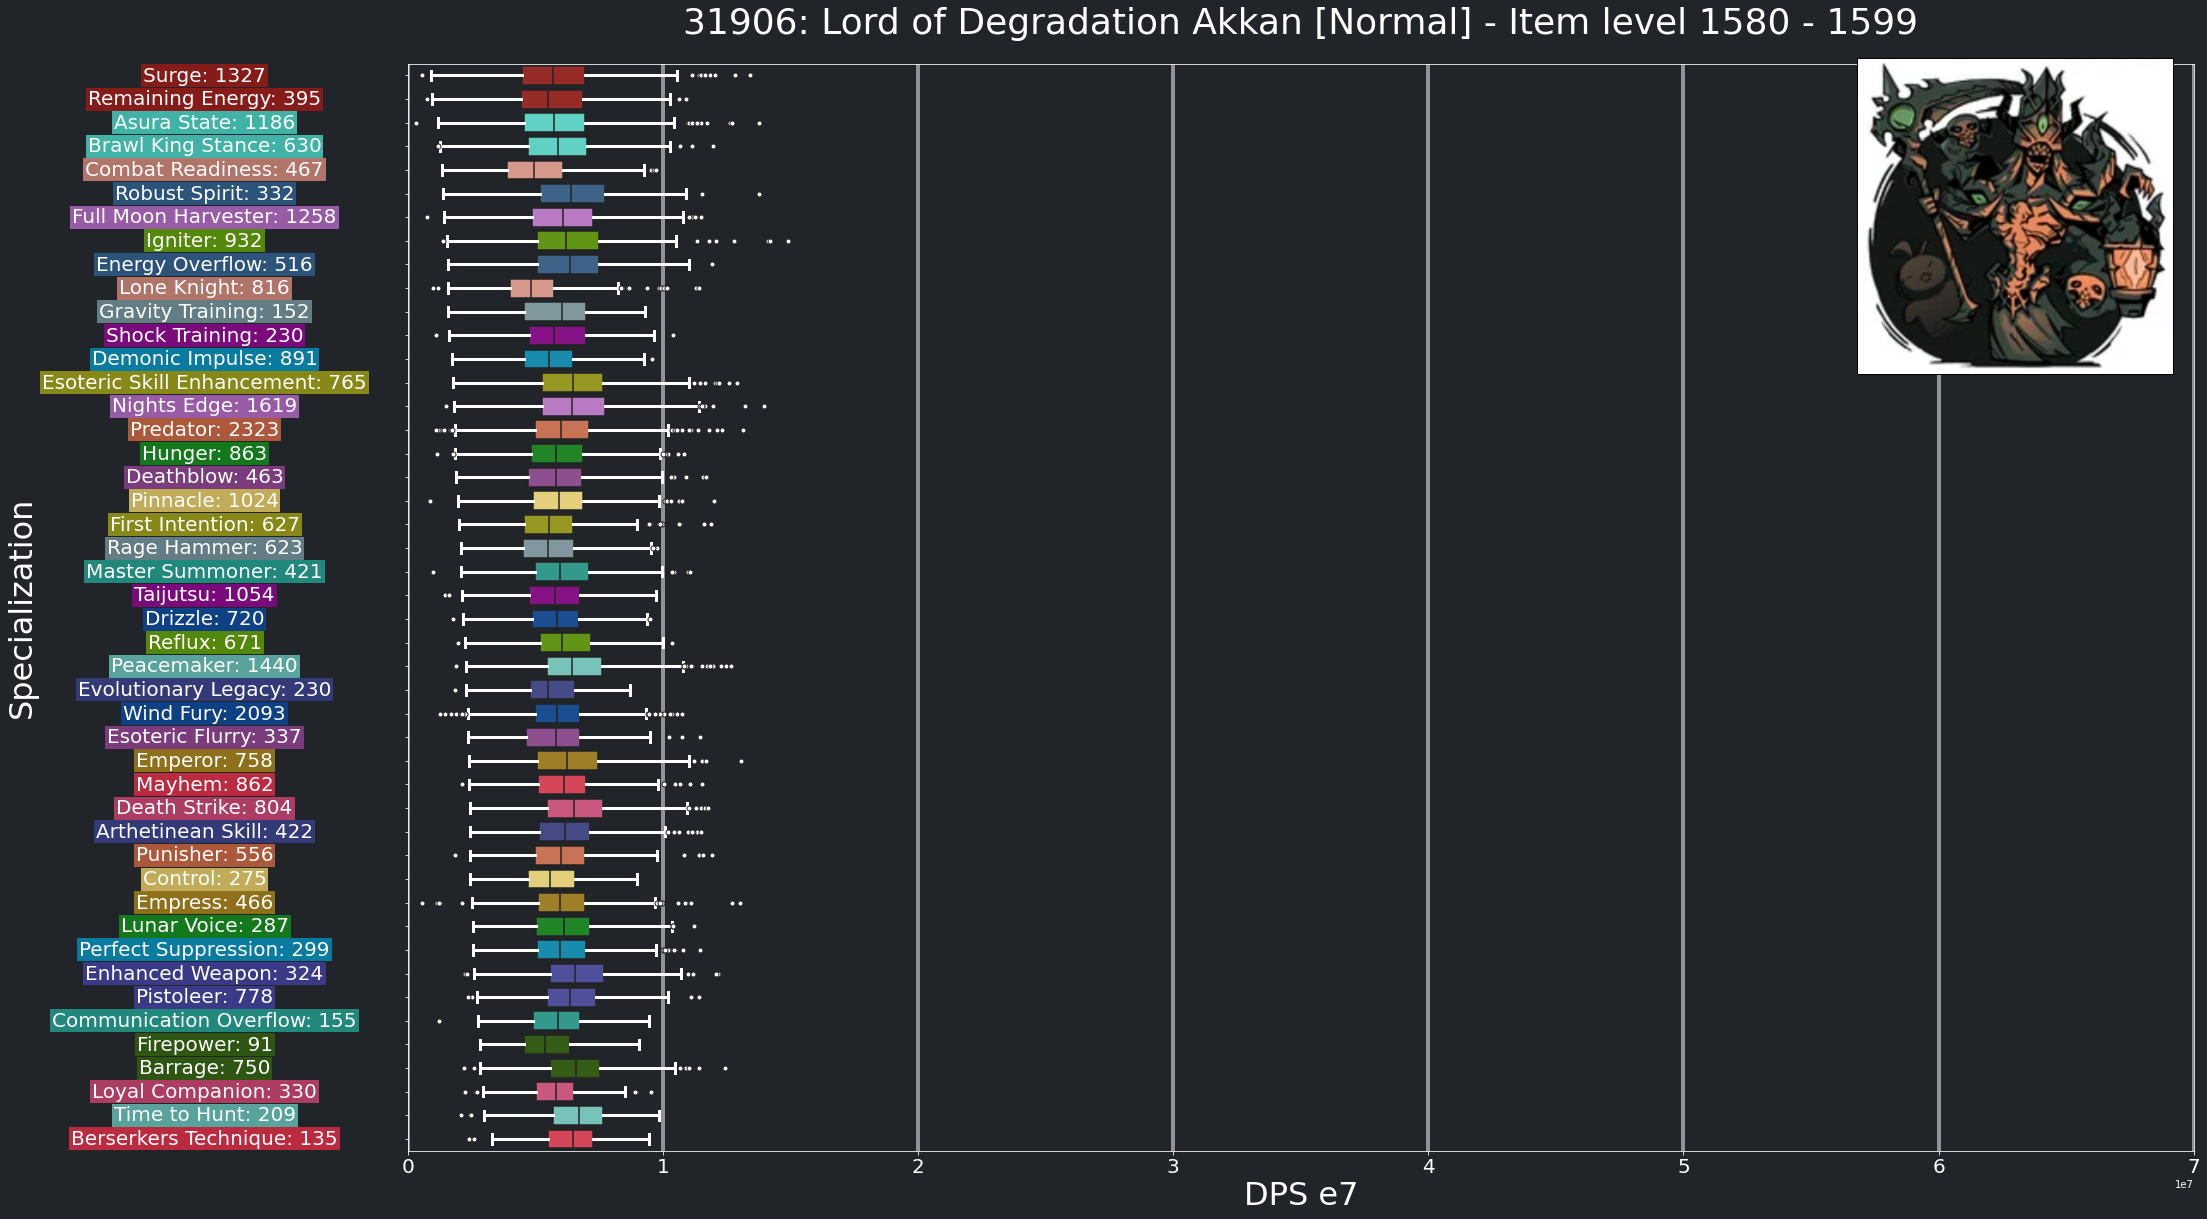 31906: Lord of Degradation Akkan [Normal] - Item level 1580 - 1599
Surge: 1327
Remaining Energy: 395
Asura State: 1186
Brawl King Stance: 630
Combat Readiness: 467
Robust Spirit: 332
Full Moon Harvester: 1258
Igniter: 932
Energy Overflow: 516
Lone Knight: 816
Gravity Training: 152
Shock Training: 230
Demonic Impulse: 891
Esoteric Skill Enhancement: 765
Nights Edge: 1619
Predator: 2323
Hunger: 863
Deathblow: 463
Pinnacle: 1024
First Intention: 627
Rage Hammer: 623
Master Summoner: 421
Taijutsu: 1054
Drizzle: 720
Reflux: 671
Peacemaker: 1440
Evolutionary Legacy: 230
Wind Fury: 2093
Esoteric Flurry: 337
Emperor: 758
Mayhem: 862
Death Strike: 804
Arthetinean Skill: 422
Punisher: 556
Control: 275
Empress: 466
Lunar Voice: 287
Perfect Suppression: 299
Enhanced Weapon: 324
Pistoleer: 778
Communication Overflow: 155
Firepower: 91
Barrage: 750
Loyal Companion: 330
Time to Hunt: 209
Berserkers Technique: 135
Specialization
0 1 2 3 4 5 6 7
1e7
DPS e7